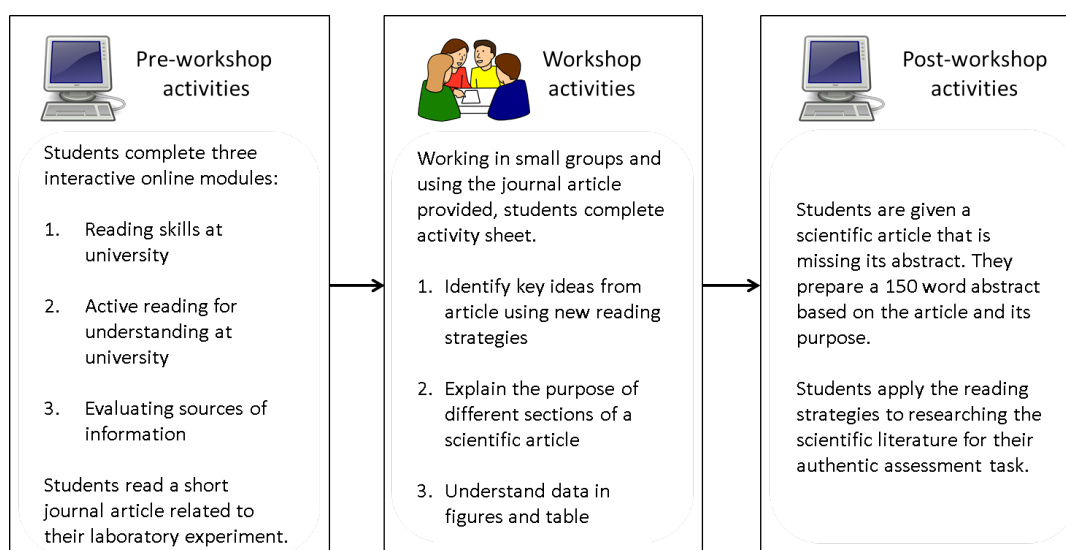 Pre-workshop
activities
Students complete three
interactive online modules:
1. Reading skills at
university
2. Active reading for
understanding at
university
3. Evaluating sources of
information
Students read a short
journal article related to
their laboratory experiment.
Workshop
activities
Working in small groups and
using the journal article
provided, students complete
activity sheet.
1. Identify key ideas from
article using new reading
strategies
2. Explain the purpose of
different sections of a
scientific article
3. Understand data in
figures and table
Post-workshop
activities
Students are given a
scientific article that is
missing its abstract. They
prepare a 150 word abstract
based on the article and its
purpose.
Students apply the reading
strategies to researching the
scientific literature for their
authentic assessment task.